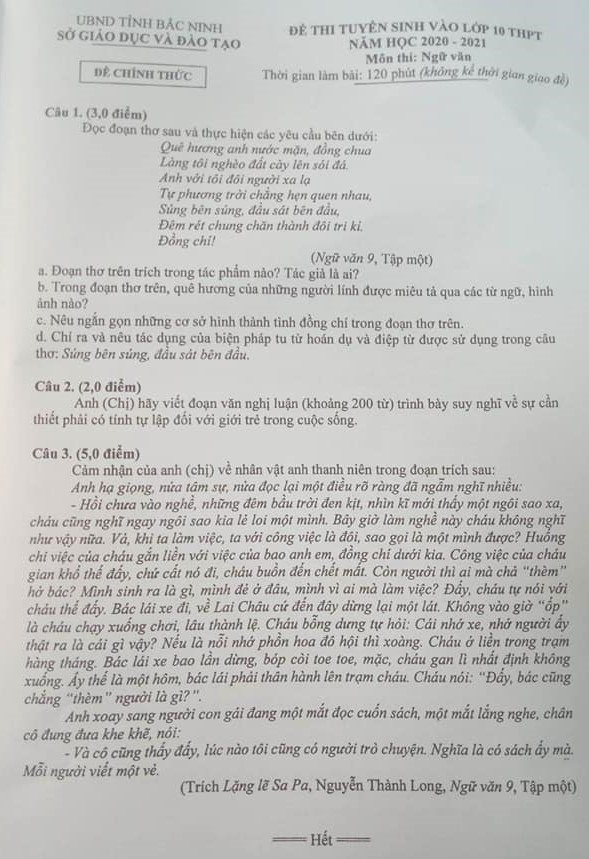 UBND TỈNH BẮC NINH
SỞ GIÁO DỤC VÀ ĐÀO TẠO
ĐỀ CHÍNH THỨC
ĐỀ THI TUYỂN SINH VÀO LỚP 10 THPT
NĂM HỌC 2020 - 2021
Môn thi: Ngữ văn
Thời gian làm bài: 120 phút (không kể thời gian giao đề)
Câu 1. (3,0 điểm)
Đọc đoạn thơ sau và thực hiện các yêu cầu bên dưới:
Quê hương anh nước mặn, đồng chua
Làng tôi nghèo đất cày lên sỏi đá.
Anh với tôi đôi người xa lạ
Tự phương trời chẳng hẹn quen nhau,
Súng bên súng, đầu sát bên đầu,
Đêm rét chung chăn thành đôi tri kỉ.
Đồng chí!
(Ngữ văn 9, Tập một)
a. Đoạn thơ trên trích trong tác phẩm nào? Tác giả là ai?
b. Trong đoạn thơ trên, quê hương của những người lính được miêu tả qua các từ ngữ, hình
ảnh nào?
c. Nêu ngắn gọn những cơ sở hình thành tình đồng chí trong đoạn thơ trên.
d. Chỉ ra và nêu tác dụng của biện pháp tu từ hoán dụ và điệp từ được sử dụng trong câu
thơ: Súng bên súng, đầu sát bên đầu.
Câu 2. (2,0 điểm)
Anh (Chị) hãy viết đoạn văn nghị luận (khoảng 200 từ) trình bày suy nghĩ về sự cần
thiết phải có tính tự lập đối với giới trẻ trong cuộc sống.
Câu 3. (5,0 điểm)
Cảm nhận của anh (chị) về nhân vật anh thanh niên trong đoạn trích sau:
Anh hạ giọng, nửa tâm sự, nửa đọc lại một điều rõ ràng đã ngẫm nghĩ nhiều:
- Hồi chưa vào nghề, những đêm bầu trời đen kịt, nhìn kĩ mới thấy một ngôi sao xa,
cháu cũng nghĩ ngay ngôi sao kia lẻ loi một mình. Bây giờ làm nghề này cháu không nghĩ
như vậy nữa. Vả, khi ta làm việc, ta với công việc là đôi, sao gọi là một mình được? Huống
chi việc của cháu gắn liền với việc của bao anh em, đồng chí dưới kia. Công việc của cháu
gian khổ thế đấy, chứ cất nó đi, cháu buồn đến chết mất. Còn người thì ai mà chả "thèm"
hở bác? Mình sinh ra là gì, mình đẻ ở đâu, mình vì ai mà làm việc? Đấy, cháu tự nói với
cháu thế đấy. Bác lái xe đi, về Lai Châu cứ đến đây dừng lại một lát. Không vào giờ "ốp"
là cháu chạy xuống chơi, lâu thành lệ. Cháu bỗng dưng tự hỏi: Cái nhớ xe, nhớ người ấy
thật ra là cái gì vậy? Nếu là nỗi nhớ phồn hoa đô hội thì xoàng. Cháu ở liền trong trạm
hàng tháng. Bác lái xe bao lần dừng, bóp còi toe toe, mặc, cháu gan lì nhất định không
xuống. Ấy thế là một hôm, bác lái phải thân hành lên trạm cháu. Cháu nói: "Đấy, bác cũng
chẳng "thèm" người là gì?".
Anh xoay sang người con gái đang một mắt đọc cuốn sách, một mắt lắng nghe, chân
cô đung đưa khe khẽ, nói:
- Và cô cũng thấy đấy, lúc nào tôi cũng có người trò chuyện. Nghĩa là có sách ấy mà.
Mỗi người viết một vẻ.
(Trích Lặng lẽ Sa Pa, Nguyễn Thành Long, Ngữ văn 9, Tập một)
Hết